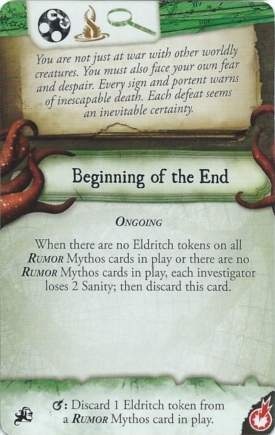 You are not just at war with other worldly
creatures. You must also face your own fear
and despair. Every sign and portent warns
of inescapable death. Each defeat seems
an inevitable certainty.
Beginning of the End
ONGOING
When there are no Eldritch tokens on all
RUMOR Mythos cards in play or there are no
RUMOR Mythos cards in play, each investigator
loses 2 Sanity; then discard this card.
: Discard 1 Eldritch token from
a RUMOR Mythos card in play.